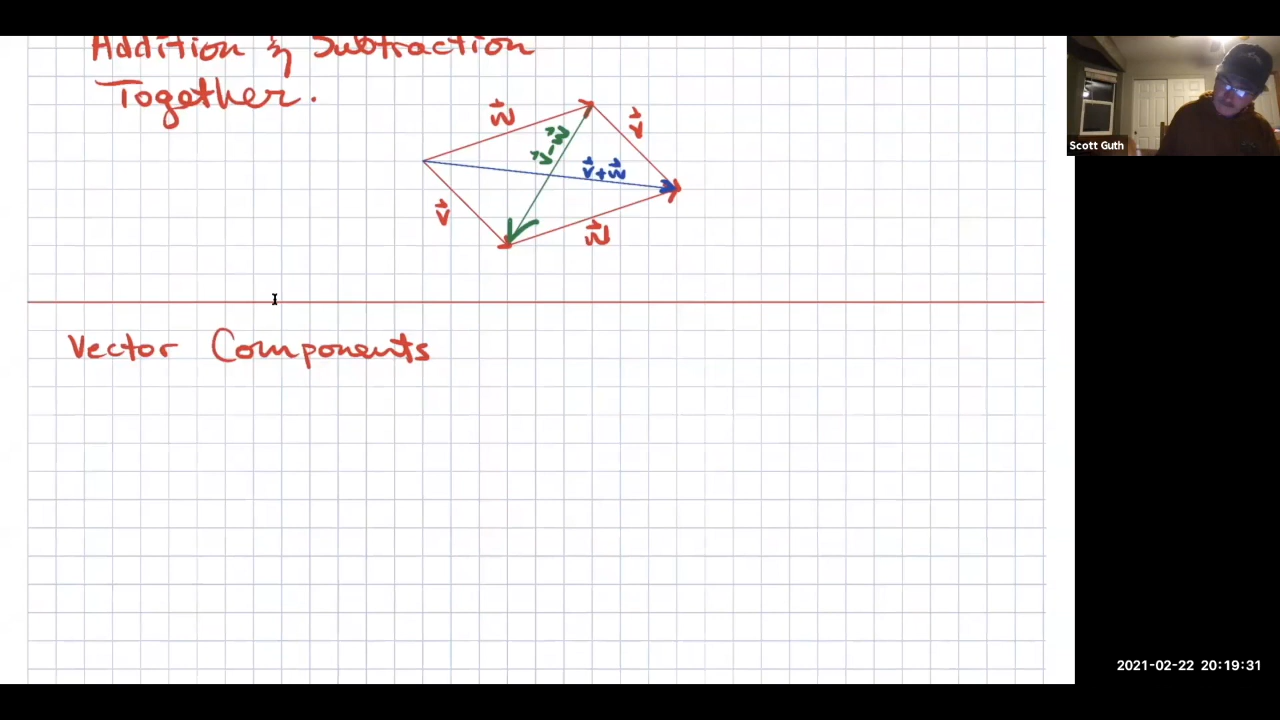 Addition & Subtraction
Together.
w⃗
v⃗
v⃗-w⃗
v⃗+w⃗
v⃗
w⃗
Vector Components
Scott Guth
2021-02-22 20:19:31